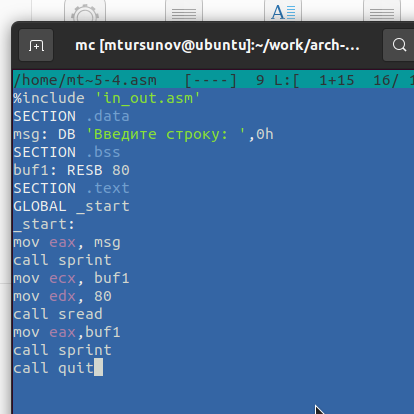 A
mc [mtursunov@ubuntu]:~/work/arch-...
/home/mt~5-4.asm [----] 9 L:[ 1+15 16/ 1
%include 'in_out.asm'
SECTION .data
msg: DB 'Введите строку: ',0h
SECTION .bss
buf1: RESB 80
SECTION .text
GLOBAL _start
_start:
mov eax, msg
call sprint
mov ecx, buf1
mov edx, 80
call sread
mov eax,buf1
call sprint
call quit